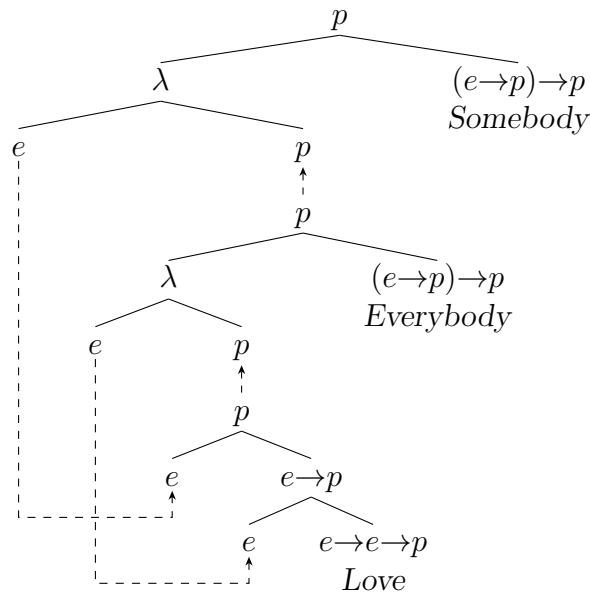 p
λ (e→p)→p
Somebody
e p
p
λ (e→p)→p
Everybody
e p
p
e e→p
e e→e→p
Love